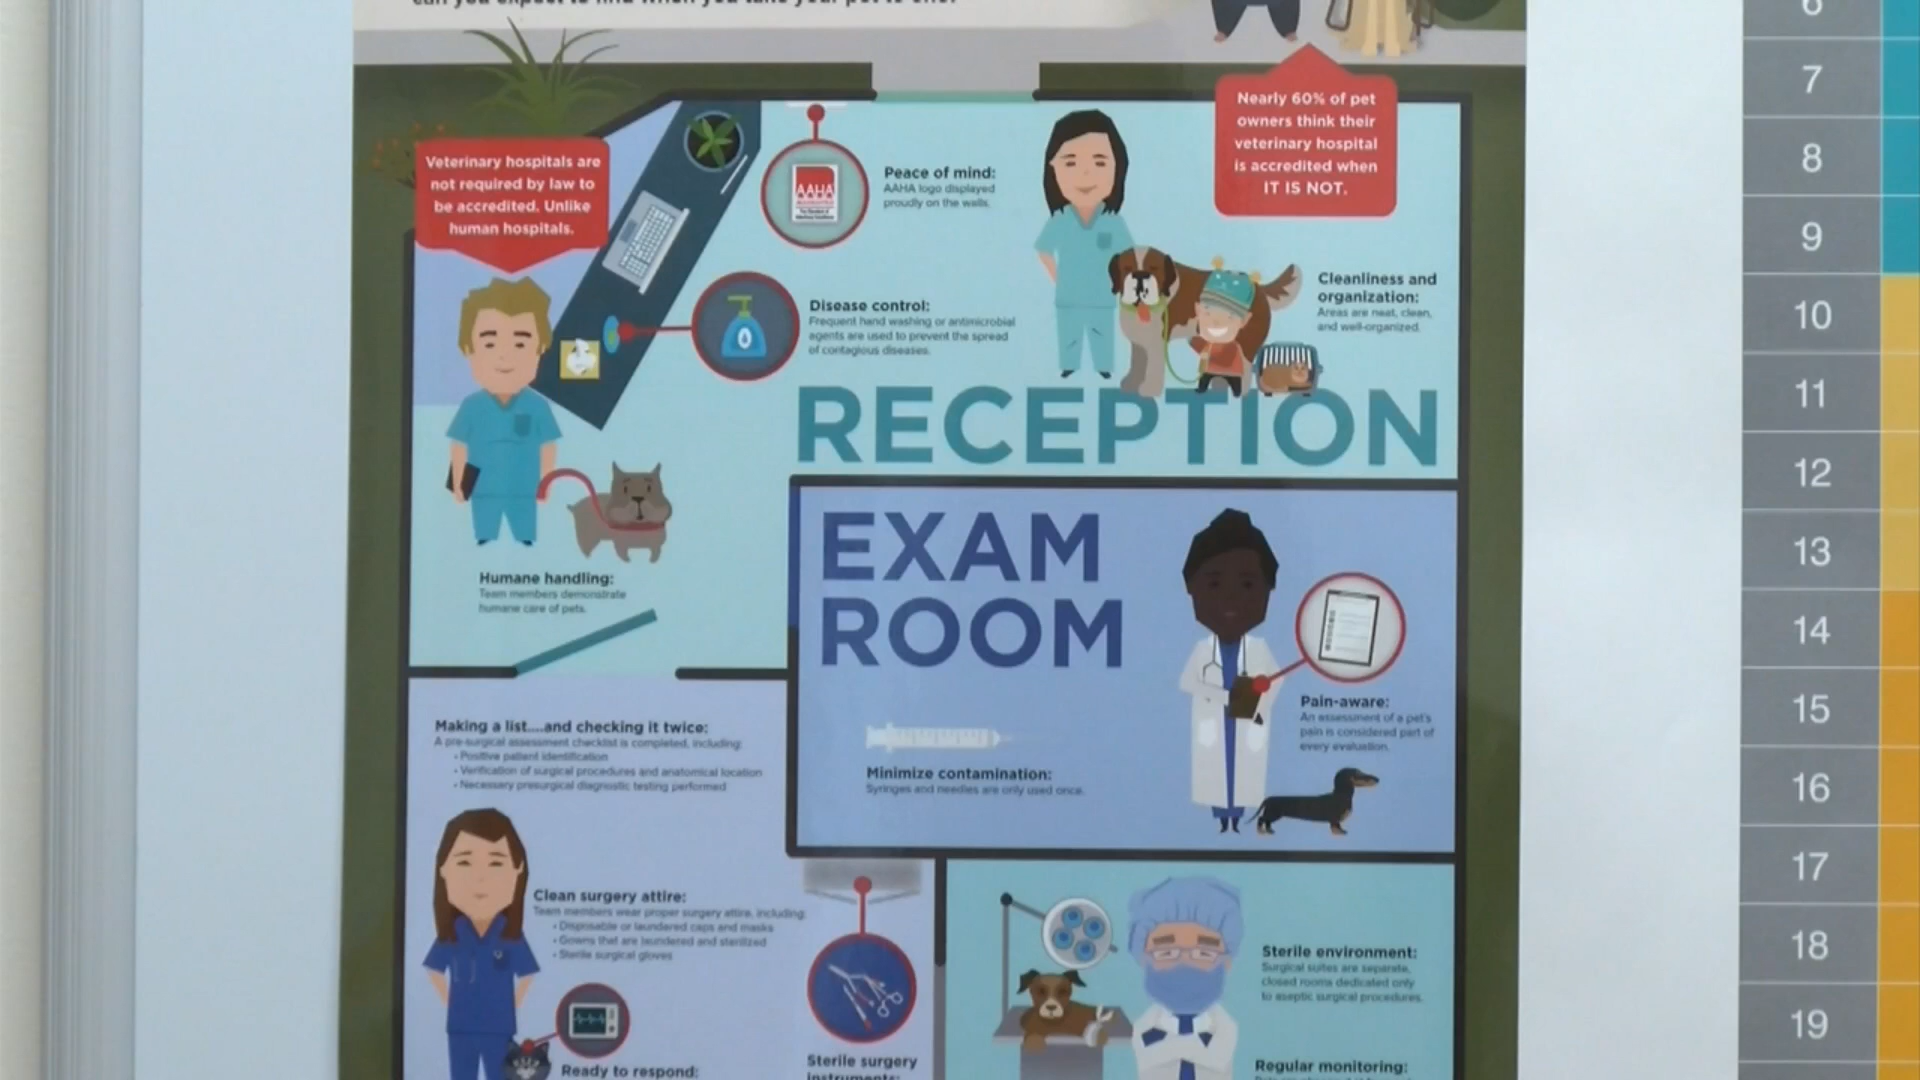 Nearly 60% of pet
owners think their
veterinary hospital
is accredited when
IT IS NOT.
Veterinary hospitals are
not required by law to
be accredited. Unlike
human hospitals.
AAHA
Peace of mind:
AAHA logo displayed
proudly on the walls.
Disease control:
Frequent hand washing or antimicrobial
agents are used to prevent the spread
of contagious diseases.
Cleanliness and
organization:
Areas are neat, clean,
and well-organized.
RECEPTION
Humane handling:
Team members demonstrate
humane care of pets.
EXAM
ROOM
Pain-aware:
An assessment of a pet's
pain is considered part of
every evaluation.
Minimize contamination:
Syringes and needles are only used once.
Making a list....and checking it twice:
A pre-surgical assessment checklist is completed, including:
• Positive patient identification
• Verification of surgical procedures and anatomical location
• Necessary presurgical diagnostic testing performed
Clean surgery attire:
Team members wear proper surgery attire, including:
• Disposable or laundered caps and masks
• Gowns that are laundered and sterilized
• Sterile surgical gloves
Ready to respond:
Sterile surgery
instruments:
Sterile environment:
Surgical suites are separate,
closed rooms dedicated only
to aseptic surgical procedures.
Regular monitoring:
6
7
8
9
10
11
12
13
14
15
16
17
18
19